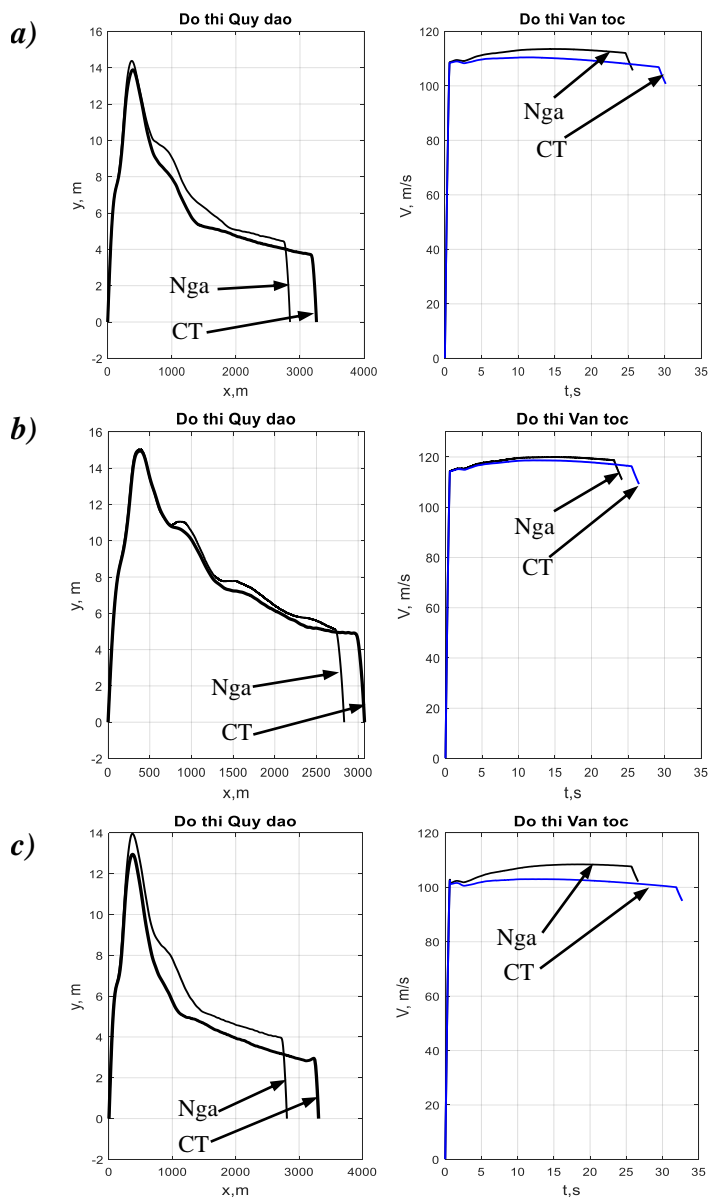 a)
Do thi Quy dao
16
14
12
10
8
6
4
2
0
-2
y, m
Nga
CT
0 1000 2000 3000 4000
x,m
Do thi Van toc
120
100
80
60
40
20
0
V, m/s
Nga
CT
0 5 10 15 20 25 30 35
t,s
b)
Do thi Quy dao
16
14
12
10
8
6
4
2
0
-2
y, m
Nga
CT
0 500 1000 1500 2000 2500 3000
x,m
Do thi Van toc
120
100
80
60
40
20
0
V, m/s
Nga
CT
0 5 10 15 20 25 30 35
t,s
c)
Do thi Quy dao
14
12
10
8
6
4
2
0
-2
y, m
Nga
CT
0 1000 2000 3000 4000
x,m
Do thi Van toc
120
100
80
60
40
20
0
V, m/s
Nga
CT
0 5 10 15 20 25 30 35
t,s